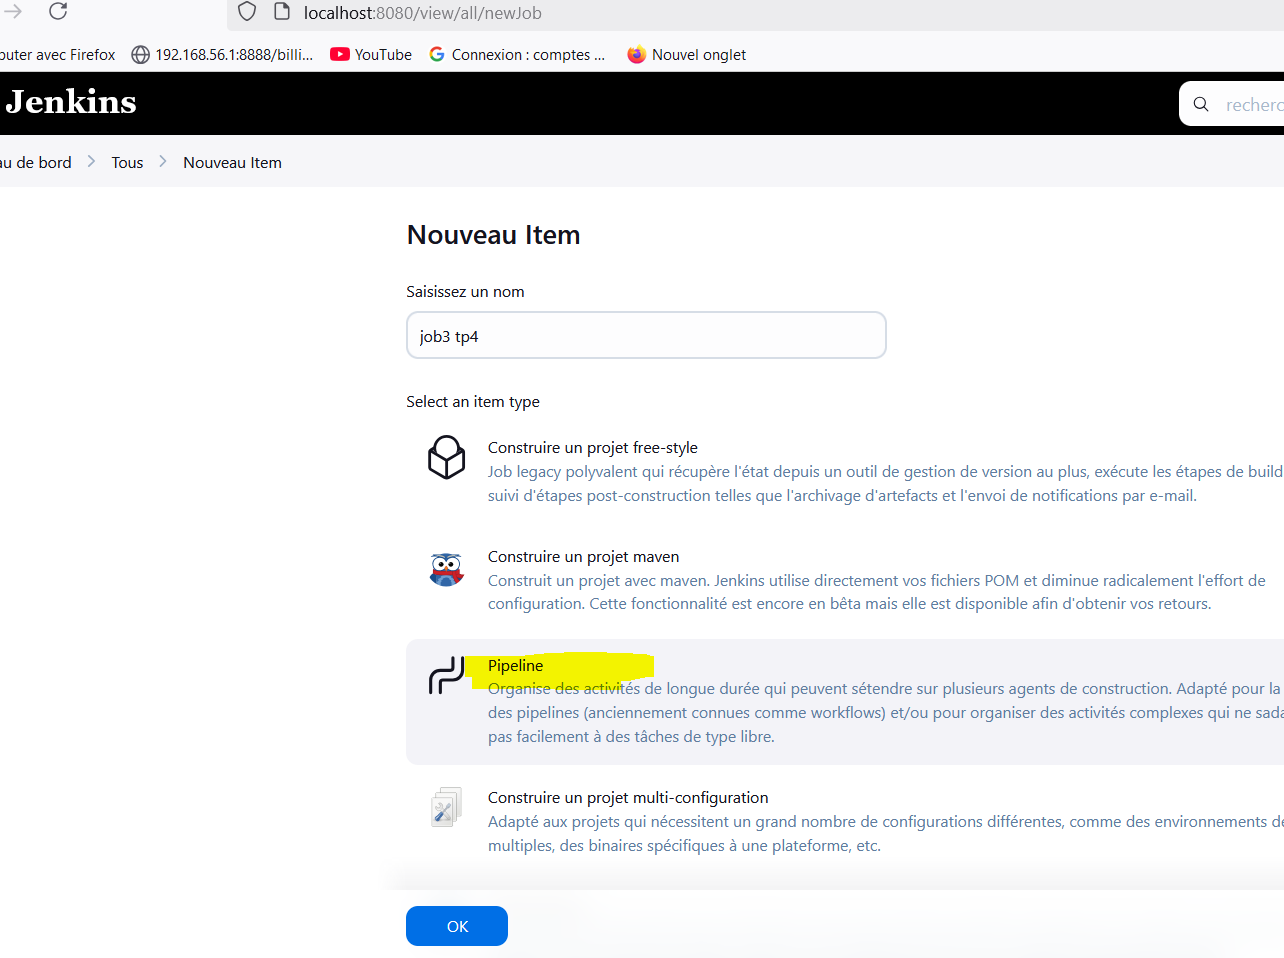 localhost:8080/view/all/newJob
outer avec Firefox 192.168.56.1:8888/billi... YouTube Connexion : comptes ... Nouvel onglet
Jenkins
recherc
au de bord Tous Nouveau Item
Nouveau Item
Saisissez un nom
job3 tp4
Select an item type
Construire un projet free-style
Job legacy polyvalent qui récupère l'état depuis un outil de gestion de version au plus, exécute les étapes de build
suivi d'étapes post-construction telles que l'archivage d'artefacts et l'envoi de notifications par e-mail.
Construire un projet maven
Construit un projet avec maven. Jenkins utilise directement vos fichiers POM et diminue radicalement l'effort de
configuration. Cette fonctionnalité est encore en bêta mais elle est disponible afin d'obtenir vos retours.
Pipeline
Organise des activités de longue durée qui peuvent sétendre sur plusieurs agents de construction. Adapté pour la
des pipelines (anciennement connues comme workflows) et/ou pour organiser des activités complexes qui ne sada
pas facilement à des tâches de type libre.
Construire un projet multi-configuration
Adapté aux projets qui nécessitent un grand nombre de configurations différentes, comme des environnements de
multiples, des binaires spécifiques à une plateforme, etc.
OK